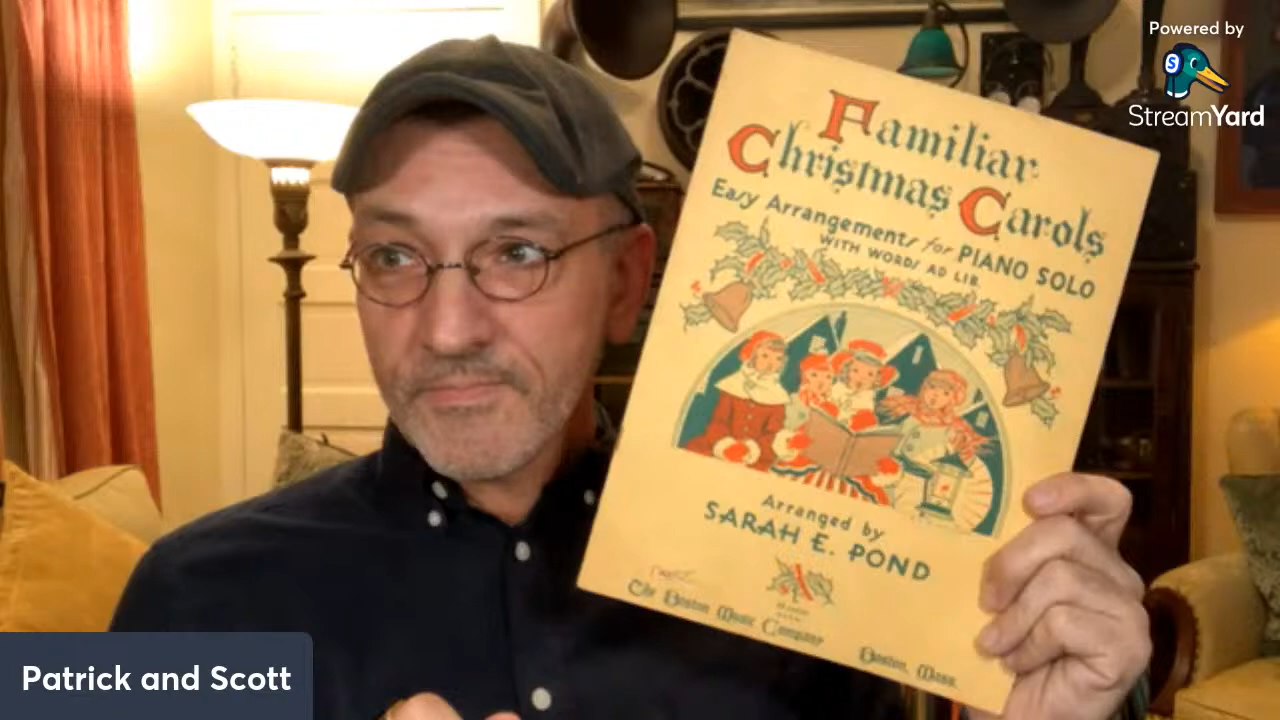 Powered by
S
StreamYard
Familiar
Christmas Carols
Easy Arrangements for PIANO SOLO
WITH WORDS AD LIB
Arranged by
SARAH E. POND
The Boston Music Company
Boston, Mass.
Patrick and Scott